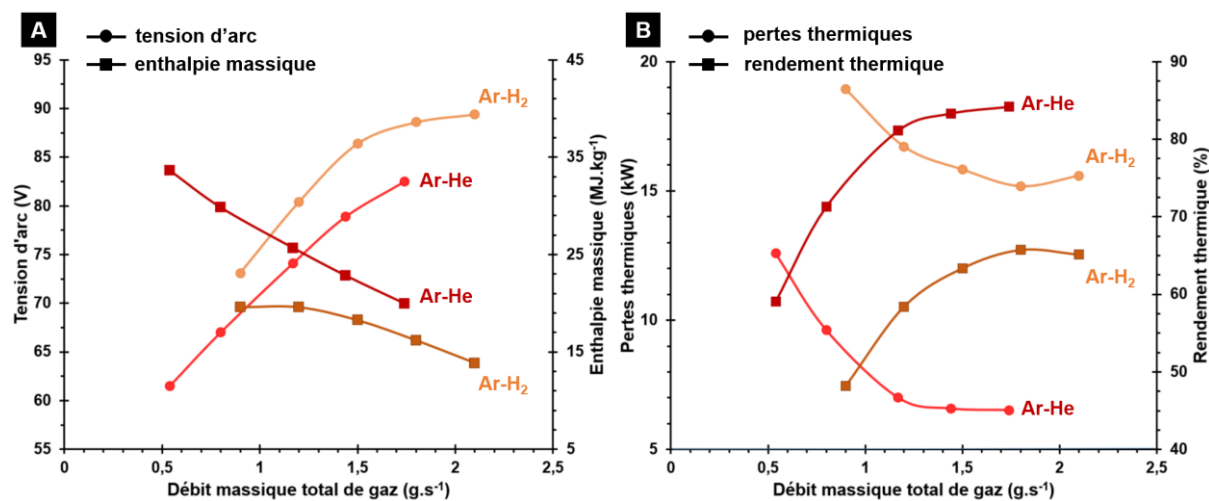 A
tension d'arc
enthalpie massique
95
90
85
80
75
70
65
60
55
Tension d'arc (V)
45
35
25
15
5
Enthalpie massique (MJ.kg⁻¹)
Ar-H₂
Ar-He
Ar-He
Ar-H₂
0
0,5
1
1,5
2
2,5
Débit massique total de gaz (g.s⁻¹)
B
pertes thermiques
rendement thermique
20
15
10
5
Pertes thermiques (kW)
90
80
70
60
50
40
Rendement thermique (%)
Ar-He
Ar-H₂
Ar-H₂
Ar-He
0
0,5
1
1,5
2
2,5
Débit massique total de gaz (g.s⁻¹)